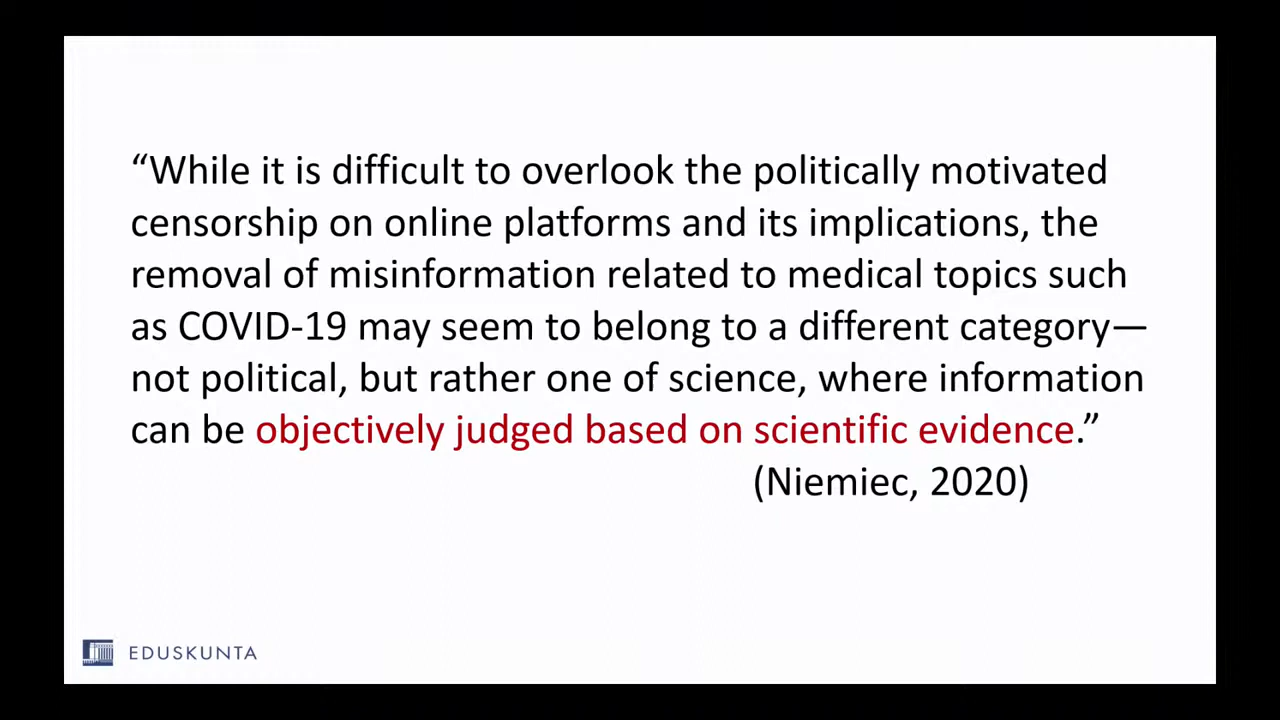 “While it is difficult to overlook the politically motivated
censorship on online platforms and its implications, the
removal of misinformation related to medical topics such
as COVID-19 may seem to belong to a different category—
not political, but rather one of science, where information
can be objectively judged based on scientific evidence.”
(Niemiec, 2020)
EDUSKUNTA